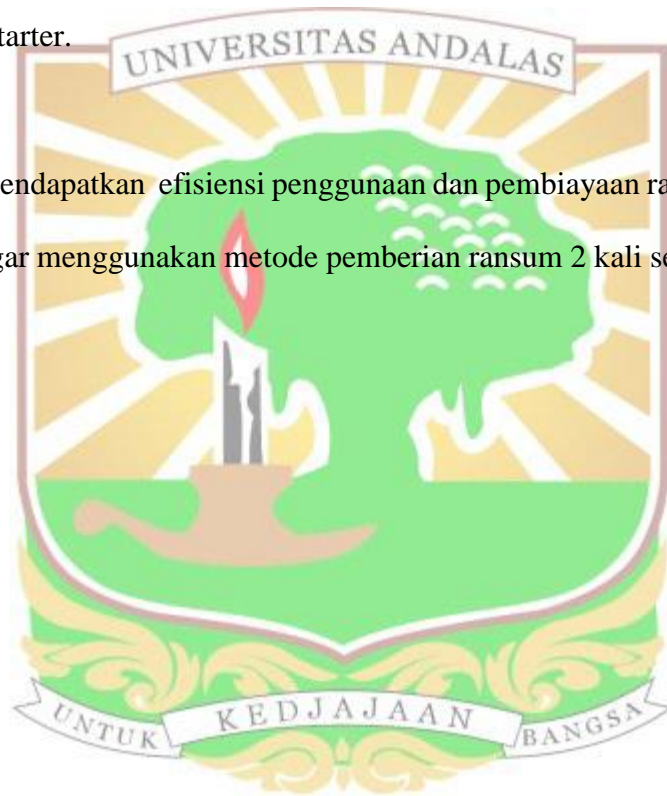 tarter.
UNIVERSITAS ANDALAS
endapatkan efisiensi penggunaan dan pembiayaan ra
gar menggunakan metode pemberian ransum 2 kali se
UNTUK KEDJAJAAN BANGSA